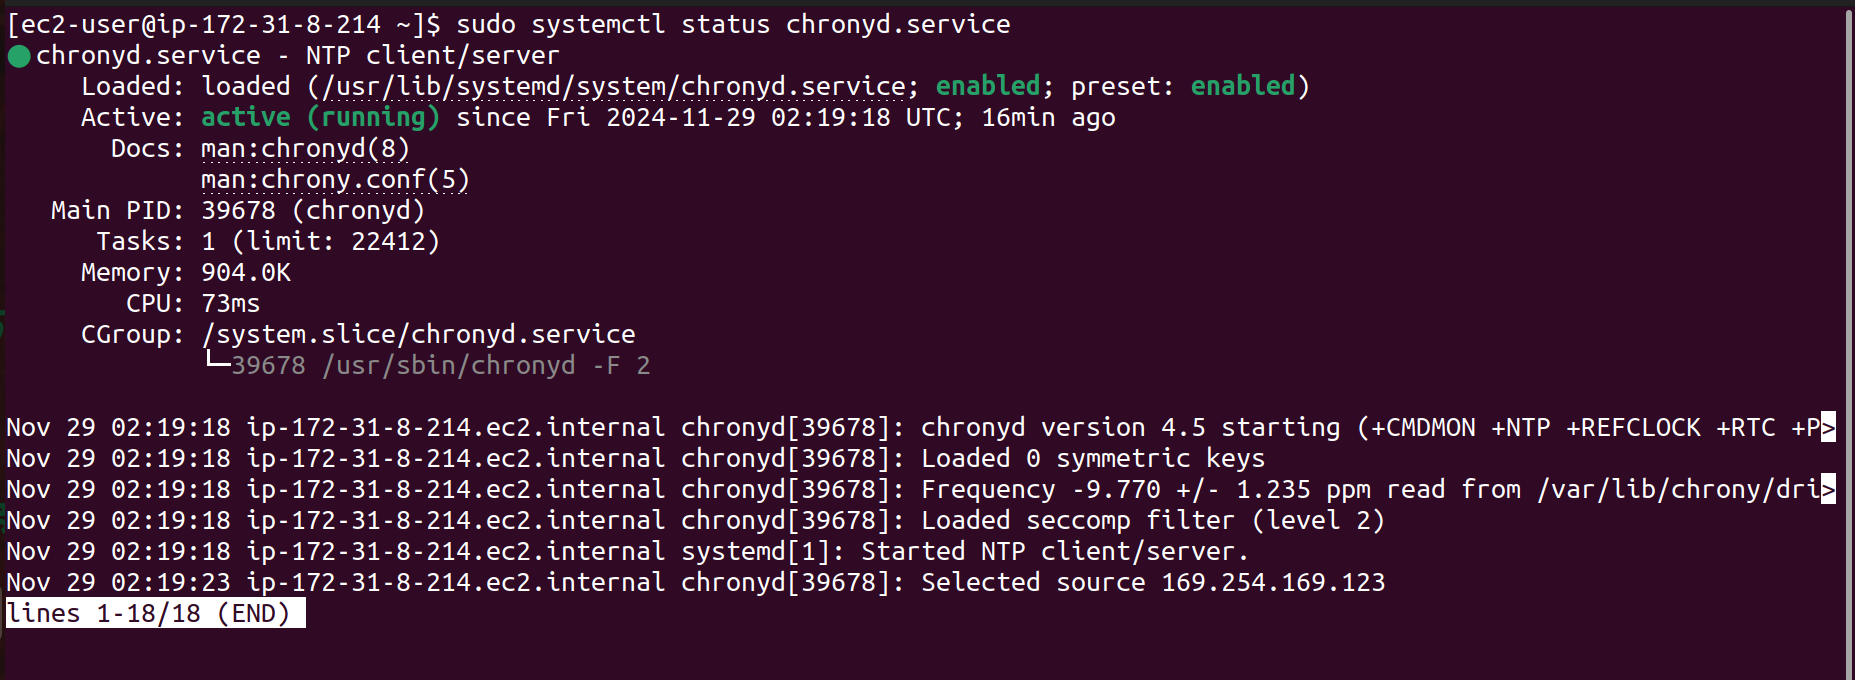 [ec2-user@ip-172-31-8-214 ~]$ sudo systemctl status chronyd.service
● chronyd.service - NTP client/server
     Loaded: loaded (/usr/lib/systemd/system/chronyd.service; enabled; preset: enabled)
     Active: active (running) since Fri 2024-11-29 02:19:18 UTC; 16min ago
       Docs: man:chronyd(8)
             man:chrony.conf(5)
   Main PID: 39678 (chronyd)
      Tasks: 1 (limit: 22412)
     Memory: 904.0K
        CPU: 73ms
     CGroup: /system.slice/chronyd.service
             └─39678 /usr/sbin/chronyd -F 2

Nov 29 02:19:18 ip-172-31-8-214.ec2.internal chronyd[39678]: chronyd version 4.5 starting (+CMDMON +NTP +REFCLOCK +RTC +P>
Nov 29 02:19:18 ip-172-31-8-214.ec2.internal chronyd[39678]: Loaded 0 symmetric keys
Nov 29 02:19:18 ip-172-31-8-214.ec2.internal chronyd[39678]: Frequency -9.770 +/- 1.235 ppm read from /var/lib/chrony/dri>
Nov 29 02:19:18 ip-172-31-8-214.ec2.internal chronyd[39678]: Loaded seccomp filter (level 2)
Nov 29 02:19:18 ip-172-31-8-214.ec2.internal systemd[1]: Started NTP client/server.
Nov 29 02:19:23 ip-172-31-8-214.ec2.internal chronyd[39678]: Selected source 169.254.169.123
lines 1-18/18 (END)